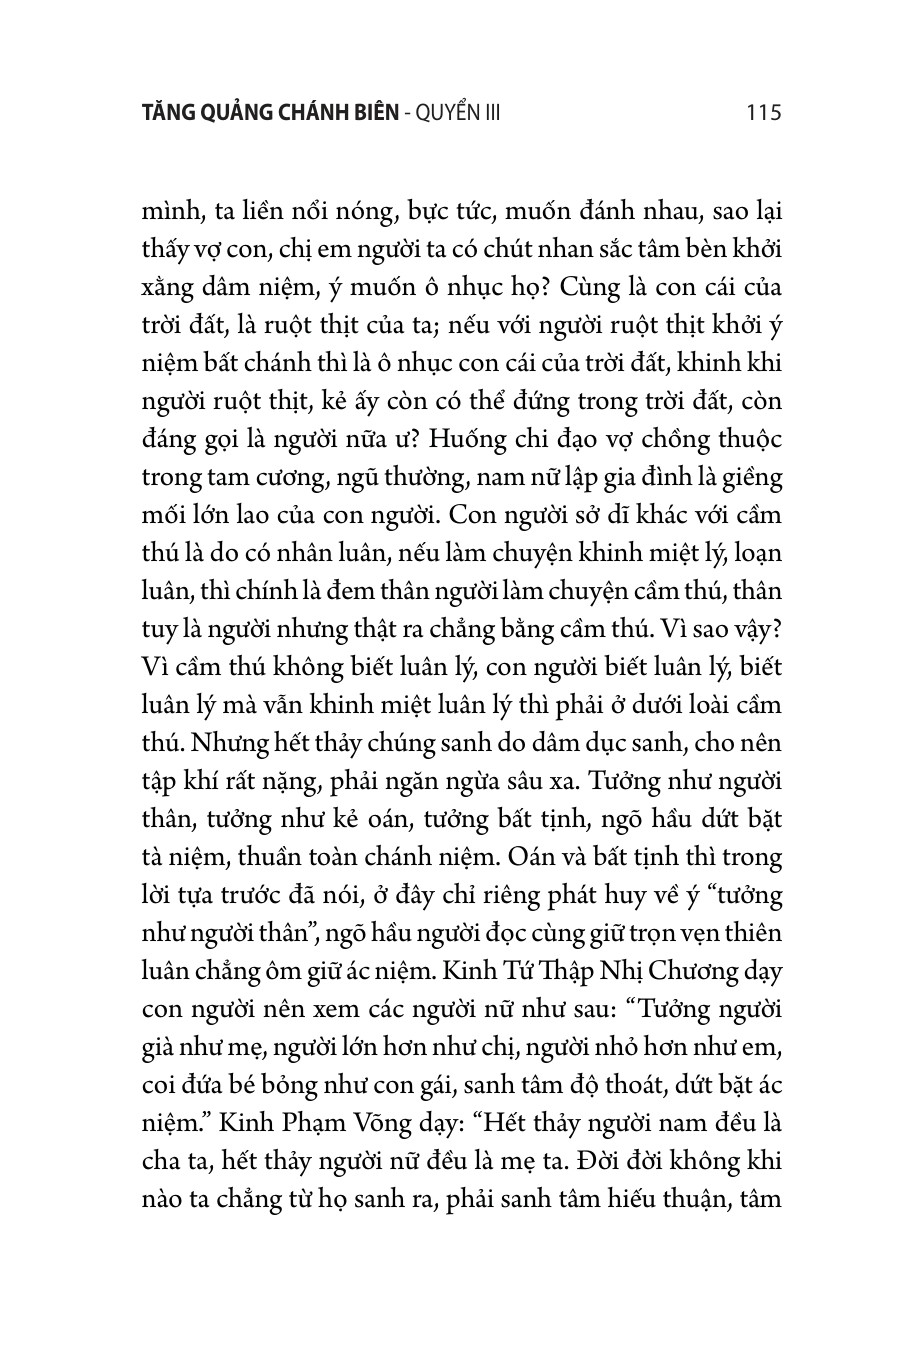 TĂNG QUẢNG CHÁNH BIÊN - QUYỂN III 115
mình, ta liền nổi nóng, bực tức, muốn đánh nhau, sao lại
thấy vợ con, chị em người ta có chút nhan sắc tâm bèn khởi
xằng dâm niệm, ý muốn ô nhục họ? Cùng là con cái của
trời đất, là ruột thịt của ta; nếu với người ruột thịt khởi ý
niệm bất chánh thì là ô nhục con cái của trời đất, khinh khi
người ruột thịt, kẻ ấy còn có thể đứng trong trời đất, còn
đáng gọi là người nữa ư? Huống chi đạo vợ chồng thuộc
trong tam cương, ngũ thường, nam nữ lập gia đình là giềng
mối lớn lao của con người. Con người sở dĩ khác với cầm
thú là do có nhân luân, nếu làm chuyện khinh miệt lý, loạn
luân, thì chính là đem thân người làm chuyện cầm thú, thân
tuy là người nhưng thật ra chẳng bằng cầm thú. Vì sao vậy?
Vì cầm thú không biết luân lý, con người biết luân lý, biết
luân lý mà vẫn khinh miệt luân lý thì phải ở dưới loài cầm
thú. Nhưng hết thảy chúng sanh do dâm dục sanh, cho nên
tập khí rất nặng, phải ngăn ngừa sâu xa. Tưởng như người
thân, tưởng như kẻ oán, tưởng bất tịnh, ngõ hầu dứt bặt
tà niệm, thuần toàn chánh niệm. Oán và bất tịnh thì trong
lời tựa trước đã nói, ở đây chỉ riêng phát huy về ý “tưởng
như người thân”, ngõ hầu người đọc cùng giữ trọn vẹn thiên
luân chẳng ôm giữ ác niệm. Kinh Tứ Thập Nhị Chương dạy
con người nên xem các người nữ như sau: “Tưởng người
già như mẹ, người lớn hơn như chị, người nhỏ hơn như em,
coi đứa bé bỏng như con gái, sanh tâm độ thoát, dứt bặt ác
niệm.” Kinh Phạm Võng dạy: “Hết thảy người nam đều là
cha ta, hết thảy người nữ đều là mẹ ta. Đời đời không khi
nào ta chẳng từ họ sanh ra, phải sanh tâm hiếu thuận, tâm